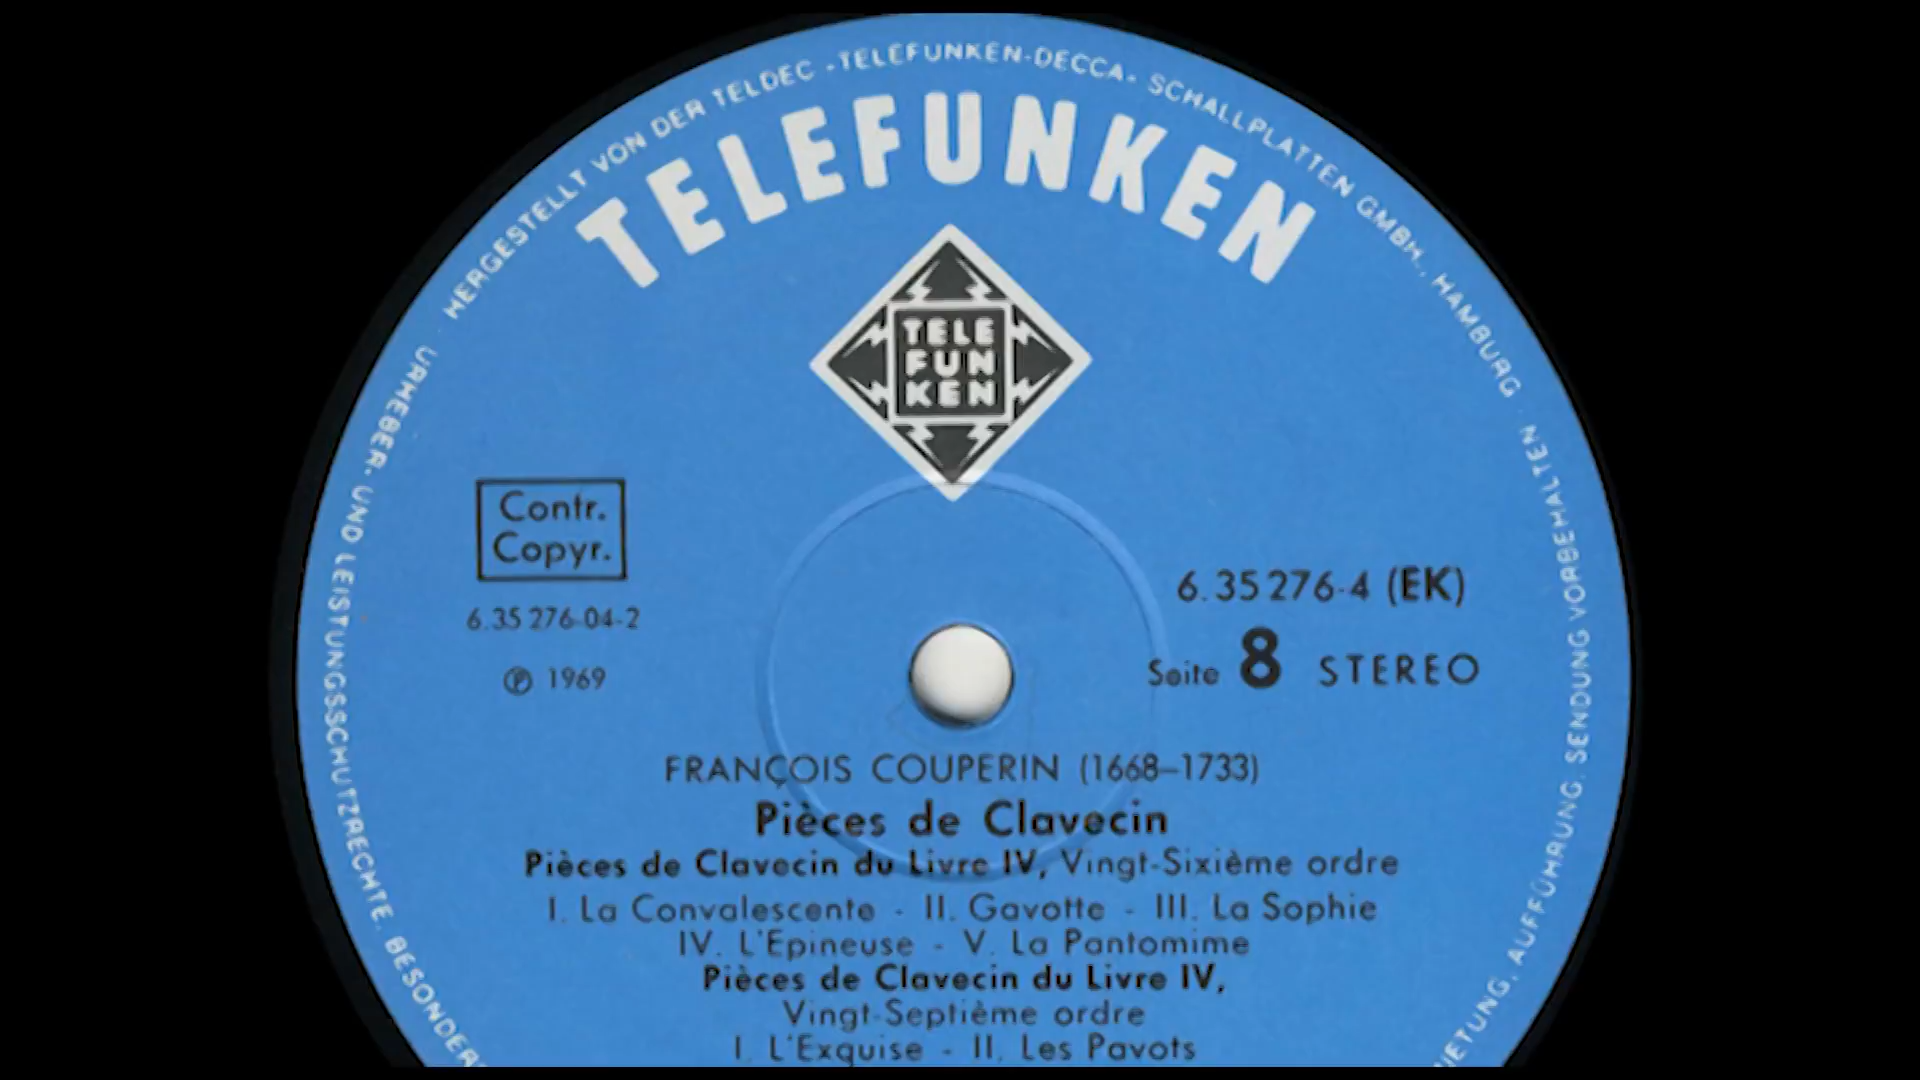 HERGESTELLT VON DER TELDEC „TELEFUNKEN-DECCA“ SCHALLPLATTEN GMBH., HAMBURG
TELEFUNKEN
TELE
FUN
KEN
Contr.
Copyr.
6.35 276-04-2
Ⓟ 1969
6.35276-4 (EK)
Seite 8 STEREO
FRANÇOIS COUPERIN (1668–1733)
Pièces de Clavecin
Pièces de Clavecin du Livre IV, Vingt-Sixième ordre
I. La Convalescente - II. Gavotte - III. La Sophie
IV. L'Epineuse - V. La Pantomime
Pièces de Clavecin du Livre IV,
Vingt-Septième ordre
I. L'Exquise - II. Les Pavots
URHEBER- UND LEISTUNGSSCHUTZRECHTE. BESONDER
IETUNG, AUFFÜHRUNG, SENDUNG VORBEHALTEN